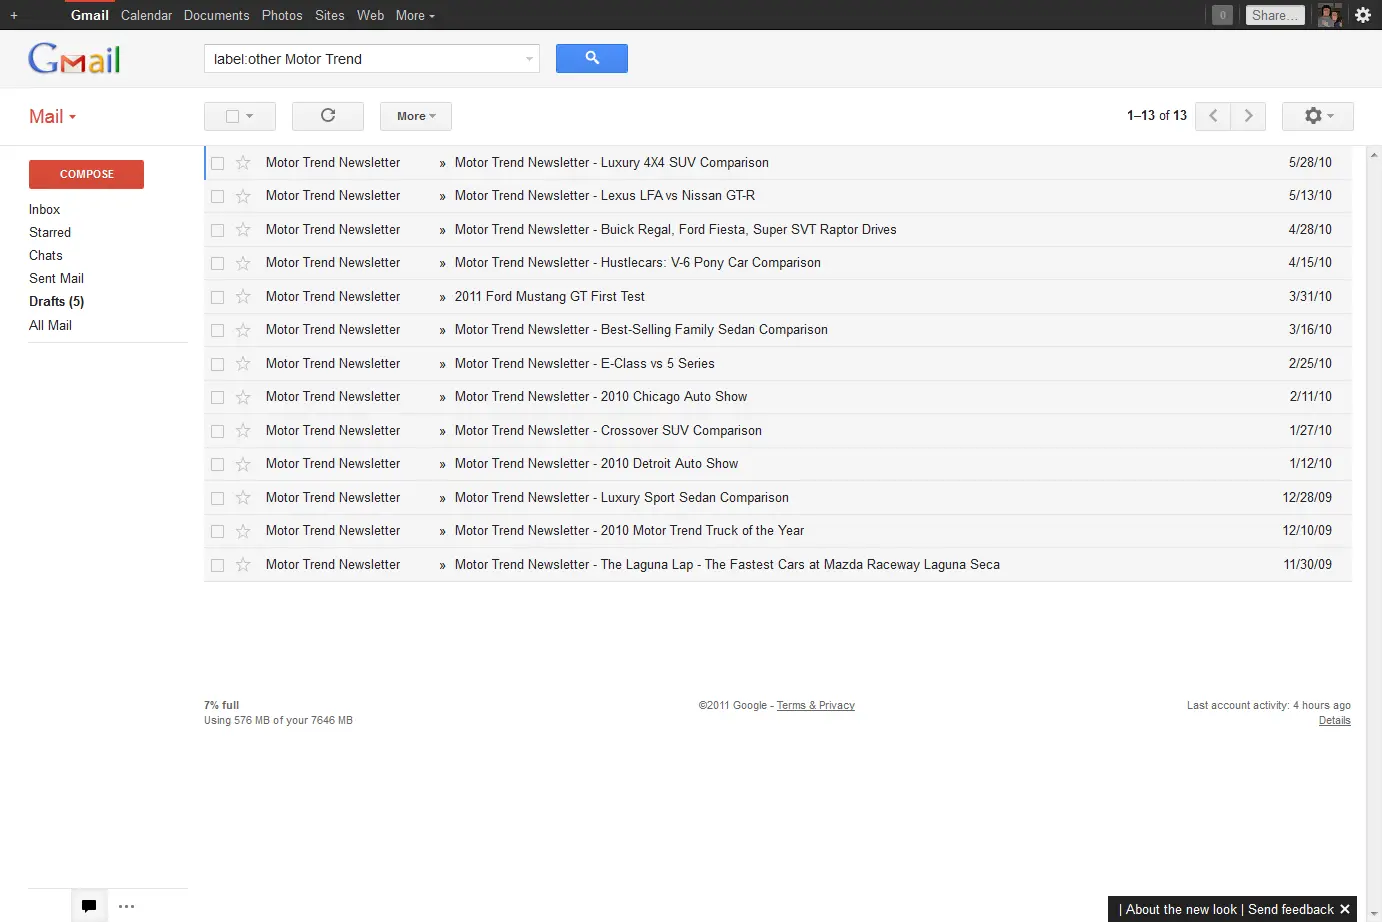 + Gmail Calendar Documents Photos Sites Web More 0 Share...
Gmail label:other Motor Trend
Mail More 1–13 of 13
COMPOSE
Inbox
Starred
Chats
Sent Mail
Drafts (5)
All Mail
Motor Trend Newsletter » Motor Trend Newsletter - Luxury 4X4 SUV Comparison 5/28/10
Motor Trend Newsletter » Motor Trend Newsletter - Lexus LFA vs Nissan GT-R 5/13/10
Motor Trend Newsletter » Motor Trend Newsletter - Buick Regal, Ford Fiesta, Super SVT Raptor Drives 4/28/10
Motor Trend Newsletter » Motor Trend Newsletter - Hustlecars: V-6 Pony Car Comparison 4/15/10
Motor Trend Newsletter » 2011 Ford Mustang GT First Test 3/31/10
Motor Trend Newsletter » Motor Trend Newsletter - Best-Selling Family Sedan Comparison 3/16/10
Motor Trend Newsletter » Motor Trend Newsletter - E-Class vs 5 Series 2/25/10
Motor Trend Newsletter » Motor Trend Newsletter - 2010 Chicago Auto Show 2/11/10
Motor Trend Newsletter » Motor Trend Newsletter - Crossover SUV Comparison 1/27/10
Motor Trend Newsletter » Motor Trend Newsletter - 2010 Detroit Auto Show 1/12/10
Motor Trend Newsletter » Motor Trend Newsletter - Luxury Sport Sedan Comparison 12/28/09
Motor Trend Newsletter » Motor Trend Newsletter - 2010 Motor Trend Truck of the Year 12/10/09
Motor Trend Newsletter » Motor Trend Newsletter - The Laguna Lap - The Fastest Cars at Mazda Raceway Laguna Seca 11/30/09
7% full ©2011 Google - Terms & Privacy Last account activity: 4 hours ago
Using 576 MB of your 7646 MB Details
| About the new look | Send feedback ×